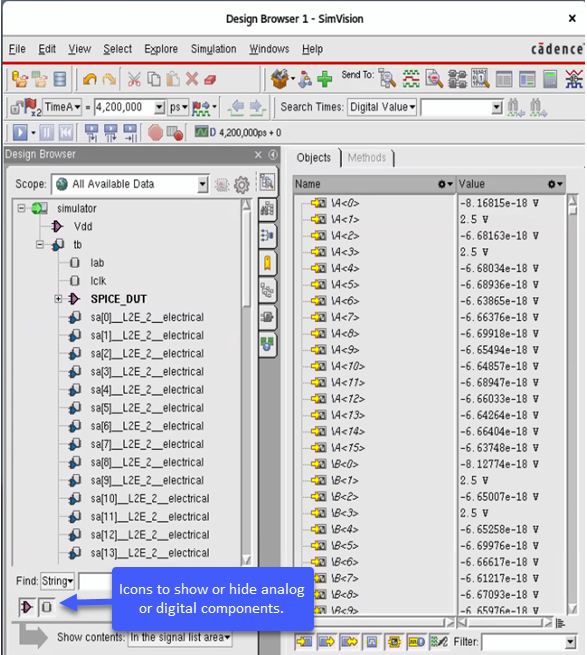 Design Browser 1 - SimVision
File Edit View Select Explore Simulation Windows Help
cādence
Send To:
TimeA = 4,200,000 ps
Search Times: Digital Value
4,200,000ps + 0
Design Browser
Scope: All Available Data
simulator
Vdd
tb
lab
lclk
SPICE_DUT
sa[0]__L2E_2__electrical
sa[1]__L2E_2__electrical
sa[2]__L2E_2__electrical
sa[3]__L2E_2__electrical
sa[4]__L2E_2__electrical
sa[5]__L2E_2__electrical
sa[6]__L2E_2__electrical
sa[7]__L2E_2__electrical
sa[8]__L2E_2__electrical
sa[9]__L2E_2__electrical
sa[10]__L2E_2__electrical
sa[11]__L2E_2__electrical
sa[12]__L2E_2__electrical
sa[13]__L2E_2__electrical
Find: String
Icons to show or hide analog
or digital components.
Show contents: In the signal list area
Objects Methods
Name Value
\A<0> -8.16815e-18 V
\A<1> 2.5 V
\A<2> -6.68163e-18 V
\A<3> 2.5 V
\A<4> -6.68034e-18 V
\A<5> -6.68936e-18 V
\A<6> -6.63865e-18 V
\A<7> -6.66376e-18 V
\A<8> -6.69918e-18 V
\A<9> -6.65494e-18 V
\A<10> -6.64857e-18 V
\A<11> -6.68947e-18 V
\A<12> -6.66033e-18 V
\A<13> -6.64264e-18 V
\A<14> -6.66404e-18 V
\A<15> -6.63748e-18 V
\B<0> -8.12774e-18 V
\B<1> 2.5 V
\B<2> -6.65007e-18 V
\B<3> 2.5 V
\B<4> -6.65258e-18 V
\B<5> -6.69976e-18 V
\B<6> -6.66617e-18 V
\B<7> -6.61217e-18 V
\B<8> -6.67093e-18 V
\B<9> -6.65976e-18 V
Filter: